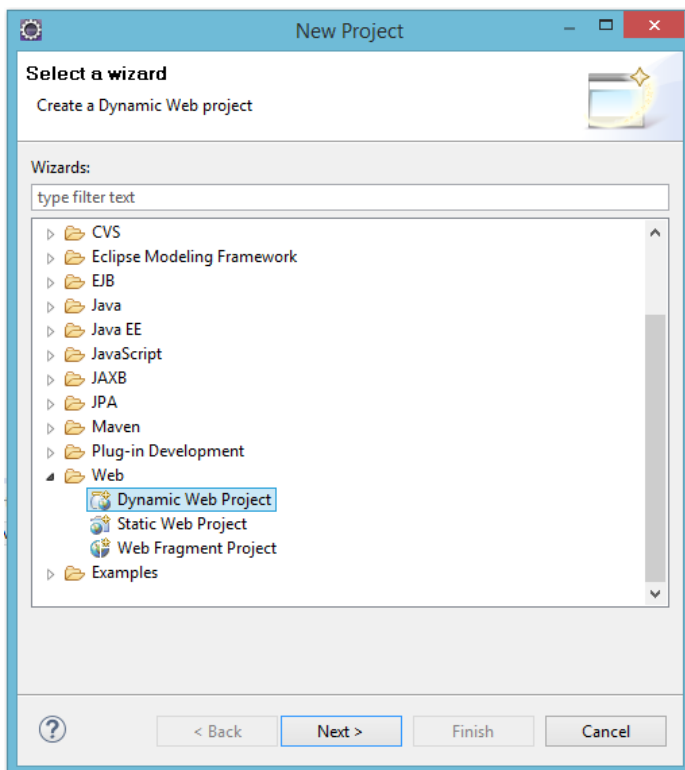 New Project
Select a wizard
Create a Dynamic Web project
Wizards:
type filter text
CVS
Eclipse Modeling Framework
EJB
Java
Java EE
JavaScript
JAXB
JPA
Maven
Plug-in Development
Web
Dynamic Web Project
Static Web Project
Web Fragment Project
Examples
? < Back Next > Finish Cancel